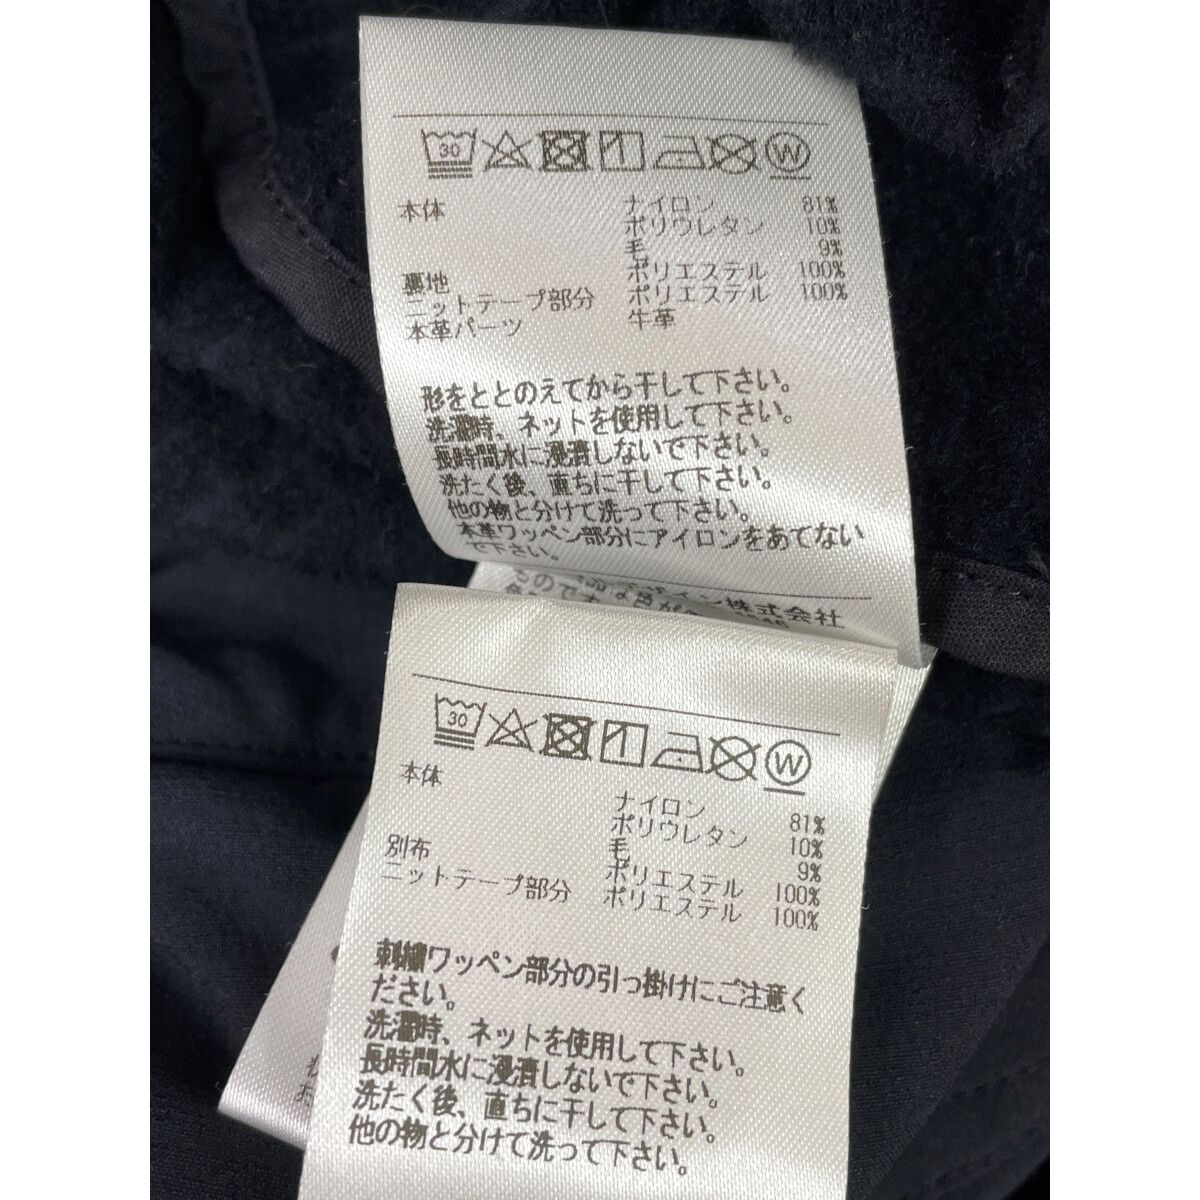 30 W
本体 ナイロン 81%
ポリウレタン 10%
毛 9%
裏地 ポリエステル 100%
ニットテープ部分 ポリエステル 100%
本革パーツ 牛革
形をととのえてから干して下さい。
洗濯時、ネットを使用して下さい。
長時間水に浸漬しないで下さい。
洗たく後、直ちに干して下さい。
他の物と分けて洗って下さい。
本革ワッペン部分にアイロンをあてない
で下さい。
イン株式会社
30 W
本体 ナイロン 81%
ポリウレタン 10%
毛 9%
別布 ポリエステル 100%
ニットテープ部分 ポリエステル 100%
刺繍ワッペン部分の引っ掛けにご注意く
ださい。
洗濯時、ネットを使用して下さい。
長時間水に浸漬しないで下さい。
洗たく後、直ちに干して下さい。
他の物と分けて洗って下さい。